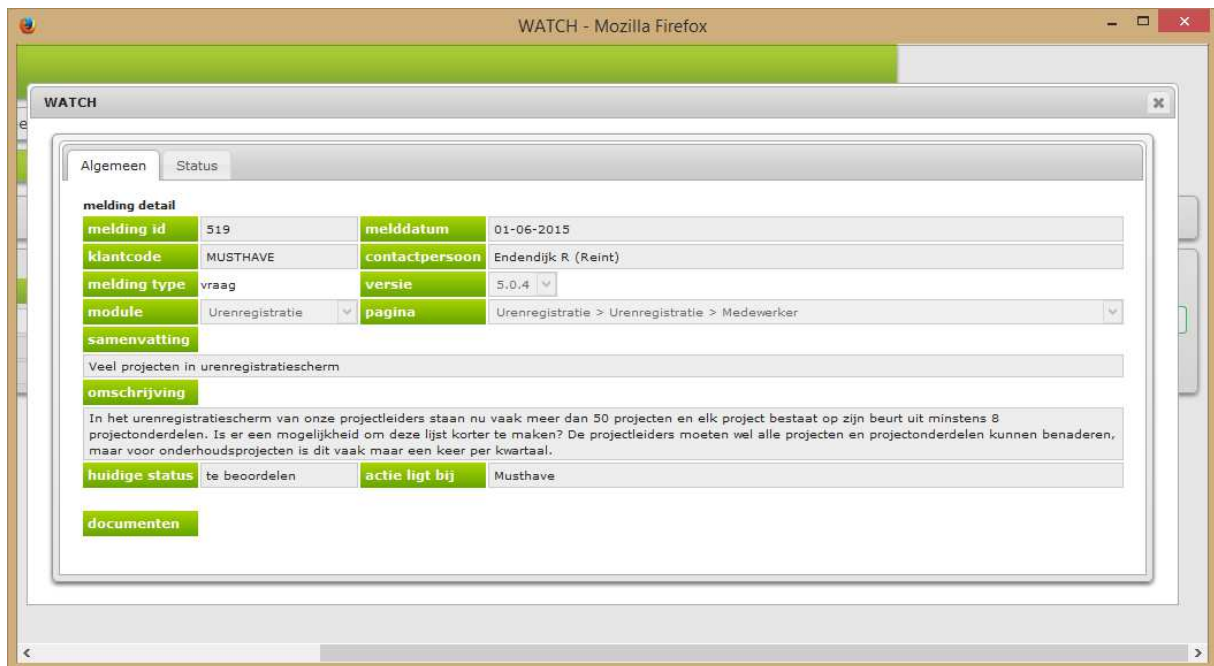 WATCH - Mozilla Firefox
WATCH
e
Algemeen Status
melding detail
melding id 519 melddatum 01-06-2015
klantcode MUSTHAVE contactpersoon Endendijk R (Reint)
melding type vraag versie 5.0.4
module Urenregistratie pagina Urenregistratie > Urenregistratie > Medewerker
samenvatting
Veel projecten in urenregistratiescherm
omschrijving
In het urenregistratiescherm van onze projectleiders staan nu vaak meer dan 50 projecten en elk project bestaat op zijn beurt uit minstens 8
projectonderdelen. Is er een mogelijkheid om deze lijst korter te maken? De projectleiders moeten wel alle projecten en projectonderdelen kunnen benaderen,
maar voor onderhoudsprojecten is dit vaak maar een keer per kwartaal.
huidige status te beoordelen actie ligt bij Musthave
documenten